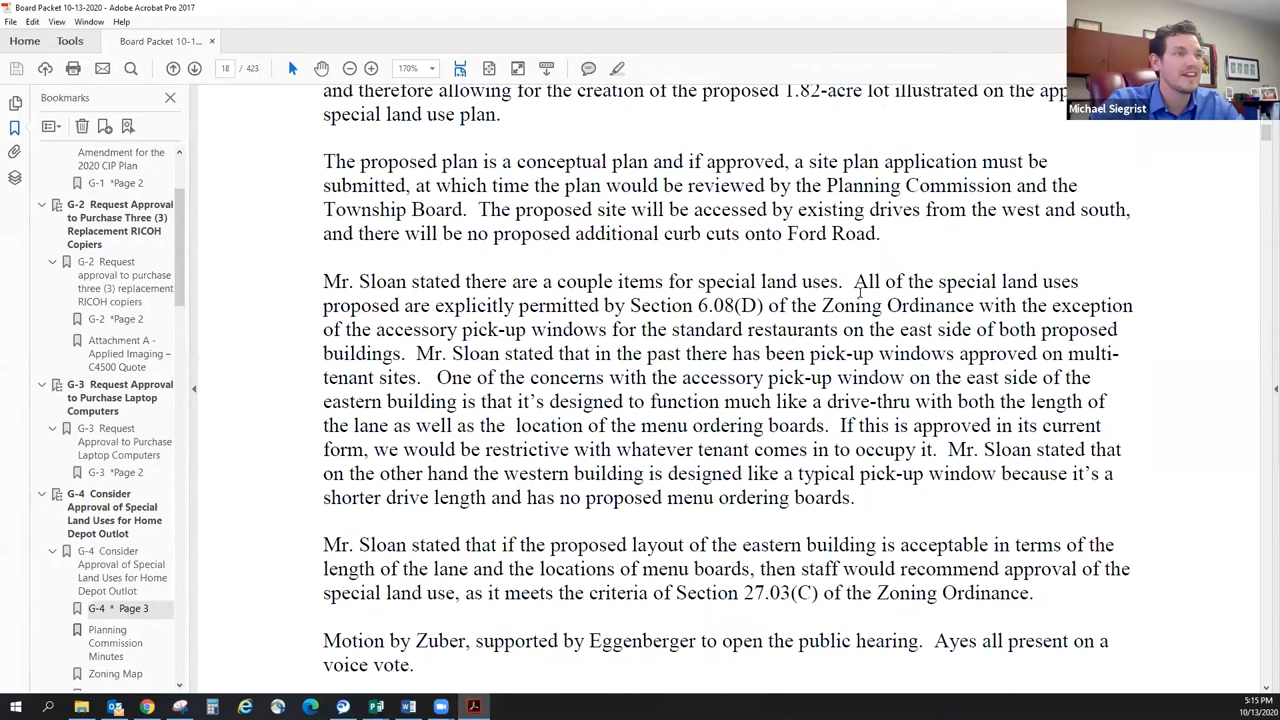 Board Packet 10-13-2020 - Adobe Acrobat Pro 2017
File Edit View Window Help
Home Tools Board Packet 10-1... ×
18 / 423 170%
Michael Siegrist
Bookmarks
Amendment for the
2020 CIP Plan
G-1 *Page 2
G-2 Request Approval
to Purchase Three (3)
Replacement RICOH
Copiers
G-2 Request
approval to purchase
three (3) replacement
RICOH copiers
G-2 *Page 2
Attachment A -
Applied Imaging –
C4500 Quote
G-3 Request Approval
to Purchase Laptop
Computers
G-3 Request
Approval to Purchase
Laptop Computers
G-3 *Page 2
G-4 Consider
Approval of Special
Land Uses for Home
Depot Outlot
G-4 Consider
Approval of Special
Land Uses for Home
Depot Outlot
G-4 * Page 3
Planning
Commission
Minutes
Zoning Map
and therefore allowing for the creation of the proposed 1.82-acre lot illustrated on the app
special land use plan.
The proposed plan is a conceptual plan and if approved, a site plan application must be
submitted, at which time the plan would be reviewed by the Planning Commission and the
Township Board. The proposed site will be accessed by existing drives from the west and south,
and there will be no proposed additional curb cuts onto Ford Road.
Mr. Sloan stated there are a couple items for special land uses. All of the special land uses
proposed are explicitly permitted by Section 6.08(D) of the Zoning Ordinance with the exception
of the accessory pick-up windows for the standard restaurants on the east side of both proposed
buildings. Mr. Sloan stated that in the past there has been pick-up windows approved on multi-
tenant sites. One of the concerns with the accessory pick-up window on the east side of the
eastern building is that it's designed to function much like a drive-thru with both the length of
the lane as well as the location of the menu ordering boards. If this is approved in its current
form, we would be restrictive with whatever tenant comes in to occupy it. Mr. Sloan stated that
on the other hand the western building is designed like a typical pick-up window because it's a
shorter drive length and has no proposed menu ordering boards.
Mr. Sloan stated that if the proposed layout of the eastern building is acceptable in terms of the
length of the lane and the locations of menu boards, then staff would recommend approval of the
special land use, as it meets the criteria of Section 27.03(C) of the Zoning Ordinance.
Motion by Zuber, supported by Eggenberger to open the public hearing. Ayes all present on a
voice vote.
5:15 PM
10/13/2020